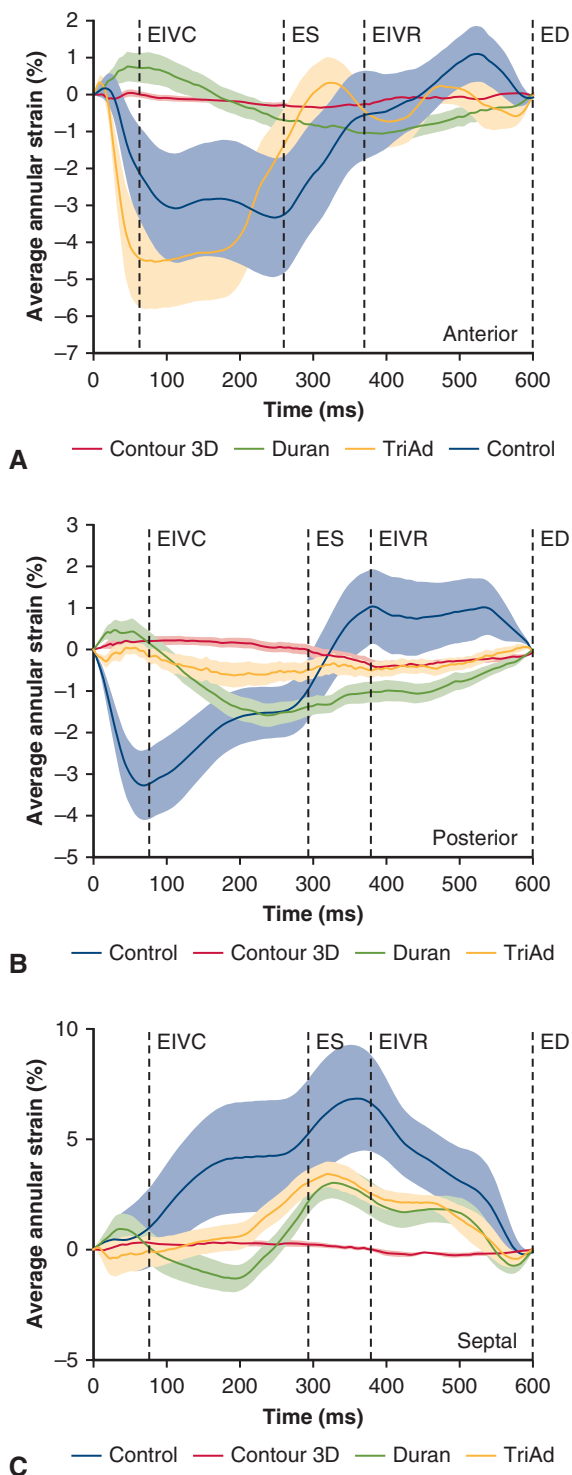 EIVC ES EIVR ED
2
1
0
-1
-2
-3
-4
-5
-6
-7
Average annular strain (%)
Anterior
0 100 200 300 400 500 600
Time (ms)
A
Contour 3D Duran TriAd Control
EIVC ES EIVR ED
3
2
1
0
-1
-2
-3
-4
-5
Average annular strain (%)
Posterior
0 100 200 300 400 500 600
Time (ms)
B
Control Contour 3D Duran TriAd
EIVC ES EIVR ED
10
5
0
-5
Average annular strain (%)
Septal
0 100 200 300 400 500 600
Time (ms)
C
Control Contour 3D Duran TriAd